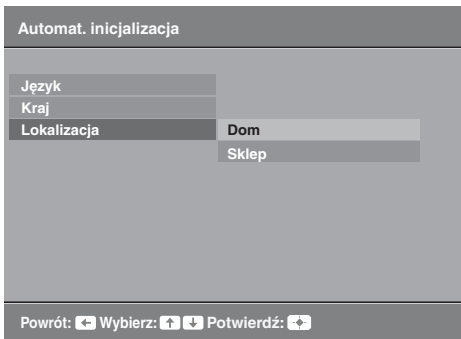 Automat. inicjalizacja
Język
Kraj
Lokalizacja Dom
Sklep
Powrót: Wybierz: Potwierdź: